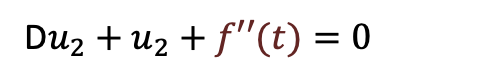 Du₂ + u₂ + f′′(t) = 0